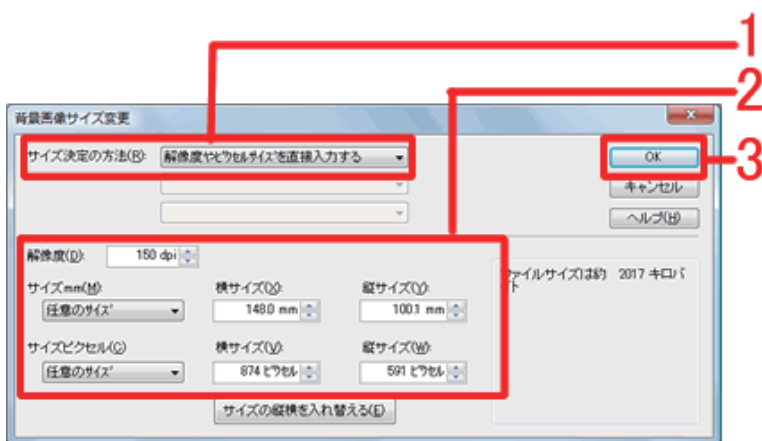 1
2
背景画像サイズ変更
3
サイズ決定の方法(R): 解像度やピクセルサイズを直接入力する OK
キャンセル
ヘルプ(H)
解像度(D): 150 dpi
ファイルサイズは約 2017 キロバイト
サイズmm(M): 横サイズ(X): 縦サイズ(Y):
任意のサイズ 148.0 mm 100.1 mm
サイズピクセル(C) 横サイズ(V): 縦サイズ(W):
任意のサイズ 874 ピクセル 591 ピクセル
サイズの縦横を入れ替える(E)